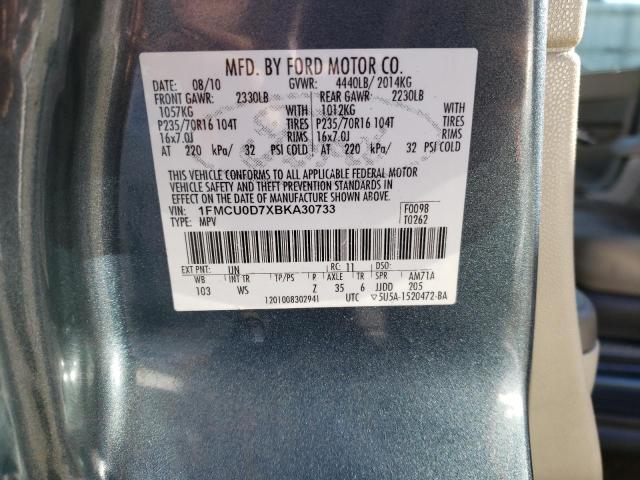 MFD. BY FORD MOTOR CO.
DATE: 08/10 GVWR: 4440LB/ 2014KG
FRONT GAWR: 2330LB REAR GAWR: 2230LB
1057KG WITH 1012KG WITH
P235/70R16 104T TIRES P235/70R16 104T TIRES
16x7.0J RIMS 16x7.0J RIMS
AT 220 kPa/ 32 PSI COLD AT 220 kPa/ 32 PSI COLD
THIS VEHICLE CONFORMS TO ALL APPLICABLE FEDERAL MOTOR
VEHICLE SAFETY AND THEFT PREVENTION STANDARDS IN
EFFECT ON THE DATE OF MANUFACTURE SHOWN ABOVE.
VIN: 1FMCU0D7XBKA30733 F0098
TYPE: MPV T0262
EXT PNT: UN RC: 11 DSO:
WB INT TR TP/PS R AXLE TR SPR AM71A
103 WS Z 35 6 JJDD 205
1201008302941 UTC ▽5U5A-1520472-BA